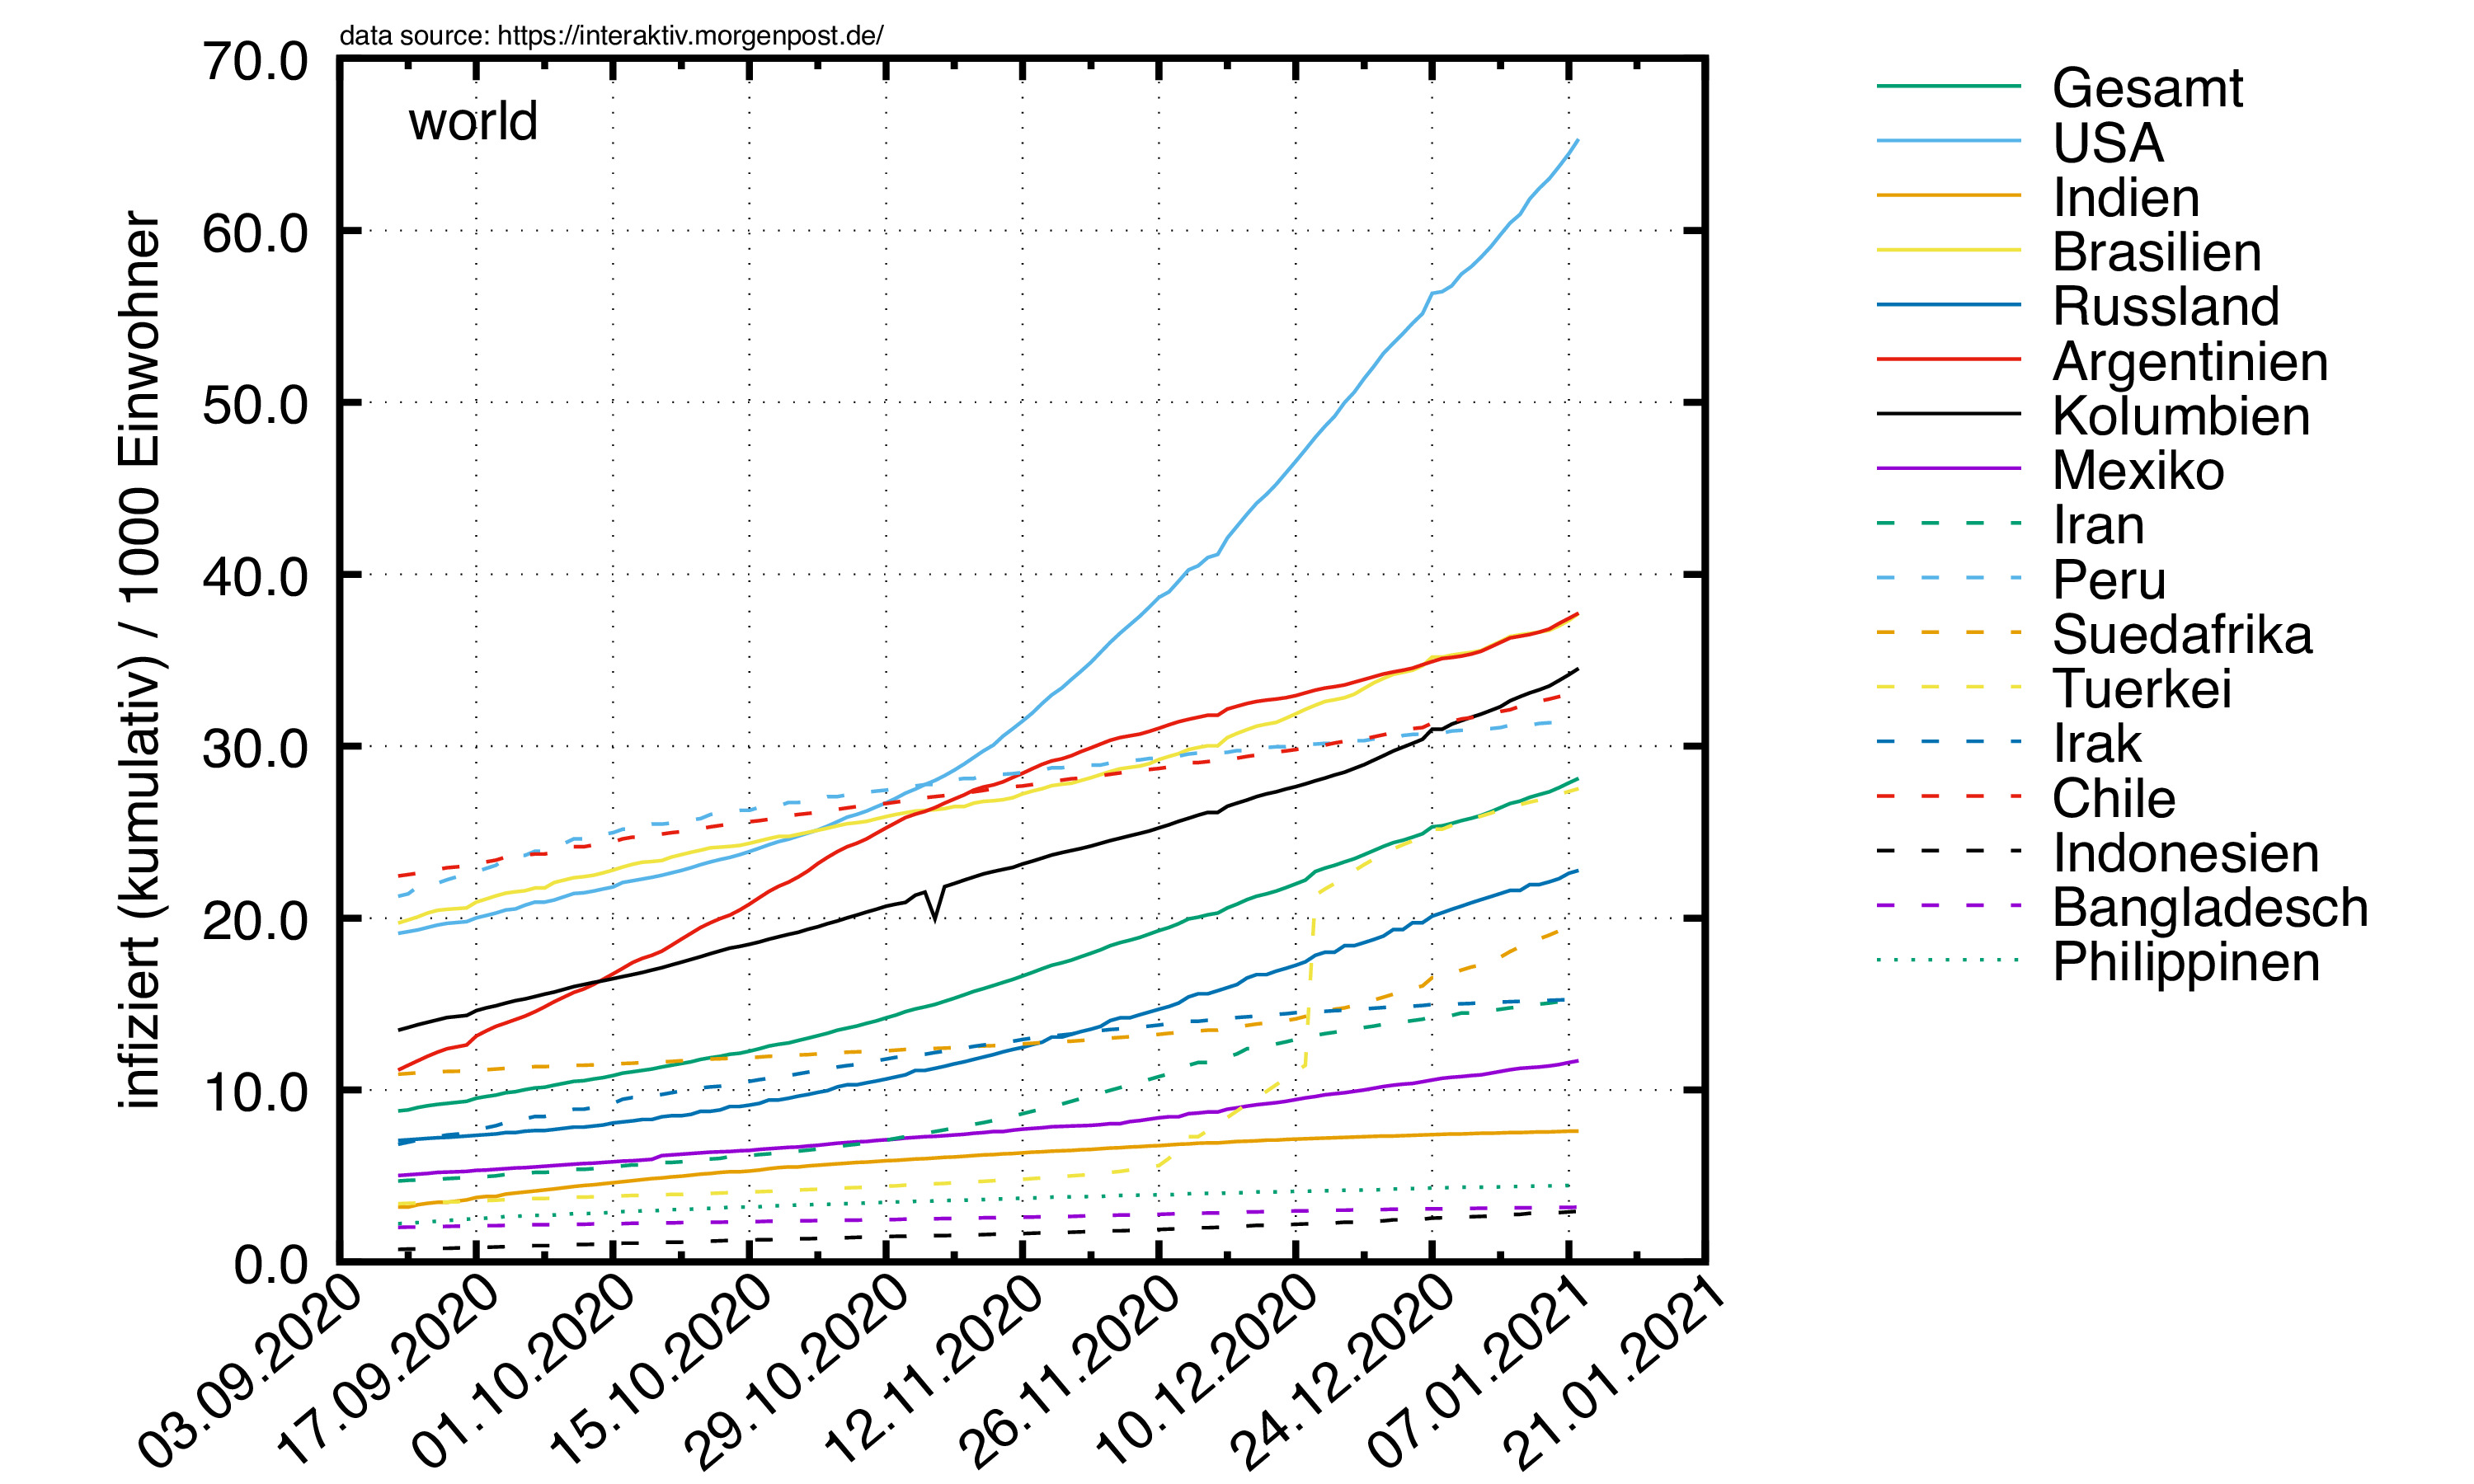 data source: https://interaktiv.morgenpost.de/
world
infiziert (kumulativ) / 1000 Einwohner
70.0
60.0
50.0
40.0
30.0
20.0
10.0
0.0
03.09.2020
17.09.2020
01.10.2020
15.10.2020
29.10.2020
12.11.2020
26.11.2020
10.12.2020
24.12.2020
07.01.2021
21.01.2021
Gesamt
USA
Indien
Brasilien
Russland
Argentinien
Kolumbien
Mexiko
Iran
Peru
Suedafrika
Tuerkei
Irak
Chile
Indonesien
Bangladesch
Philippinen